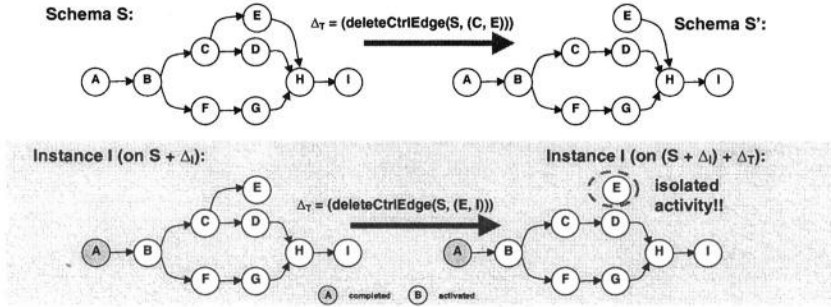 Schema S:
ΔT = (deleteCtrlEdge(S, (C, E)))
Schema S':
E
C
D
A
B
H
I
F
G
E
C
D
A
B
H
I
F
G
Instance I (on S + ΔI):
Instance I (on (S + ΔI) + ΔT):
E
ΔT = (deleteCtrlEdge(S, (E, I)))
E
isolated
activity!!
C
D
A
B
H
I
F
G
C
D
A
B
H
I
F
G
A completed B activated